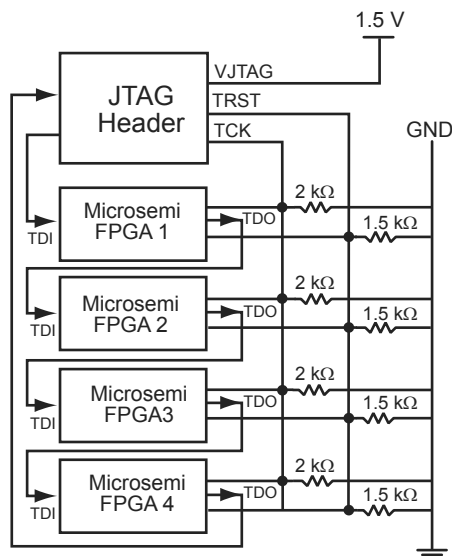 1.5 V
VJTAG
JTAG
Header
TRST
TCK
GND
2 kΩ
Microsemi
FPGA 1
TDO
TDI
1.5 kΩ
2 kΩ
Microsemi
FPGA 2
TDO
TDI
1.5 kΩ
2 kΩ
Microsemi
FPGA3
TDO
TDI
1.5 kΩ
2 kΩ
Microsemi
FPGA 4
TDO
TDI
1.5 kΩ